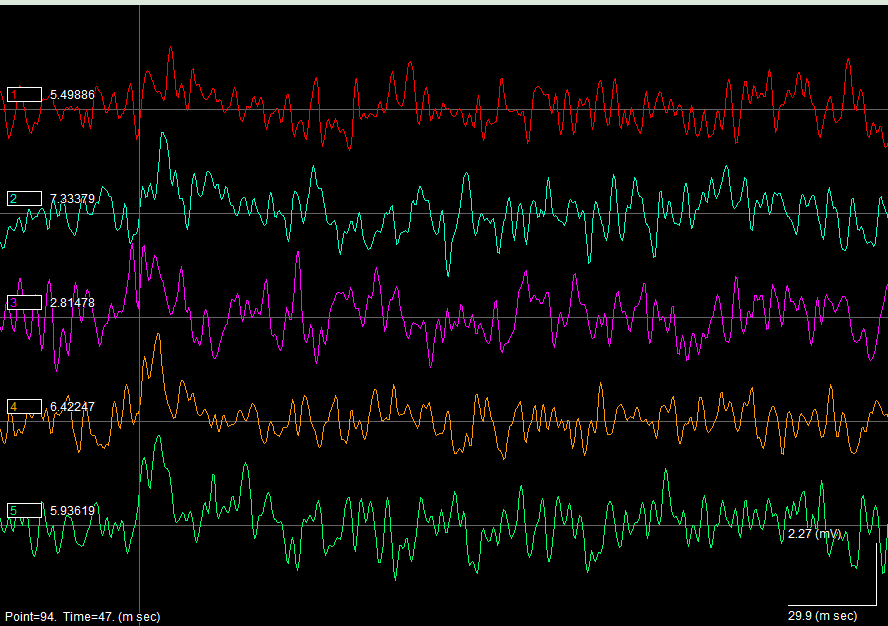 1 5.49886
2 7.33379
3 2.81478
4 6.42247
5 5.93619
2.27 (mV)
Point=94. Time=47. (m sec)
29.9 (m sec)